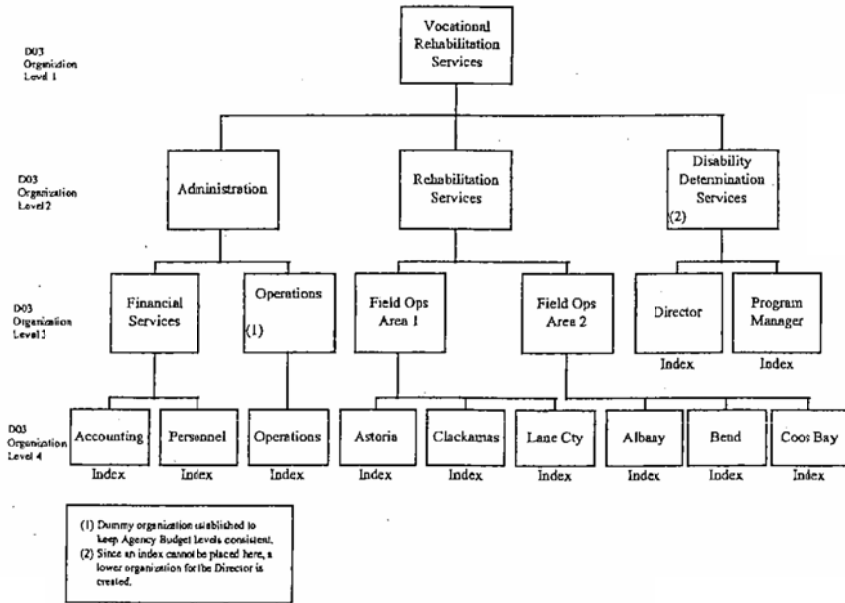 Vocational
Rehabilitation
Services
D03
Organization
Level 1
D03
Organization
Level 2
Administration
Rehabilitation
Services
Disability
Determination
Services
(2)
D03
Organization
Level 3
Financial
Services
Operations
(1)
Field Ops
Area 1
Field Ops
Area 2
Director
Program
Manager
Index
Index
D03
Organization
Level 4
Accounting
Personnel
Operations
Astoria
Clackamas
Lane Cty
Albany
Bend
Coos Bay
Index
Index
Index
Index
Index
Index
Index
Index
Index
(1) Dummy organization established to
keep Agency Budget Levels consistent.
(2) Since an index cannot be placed here, a
lower organization for the Director is
created.